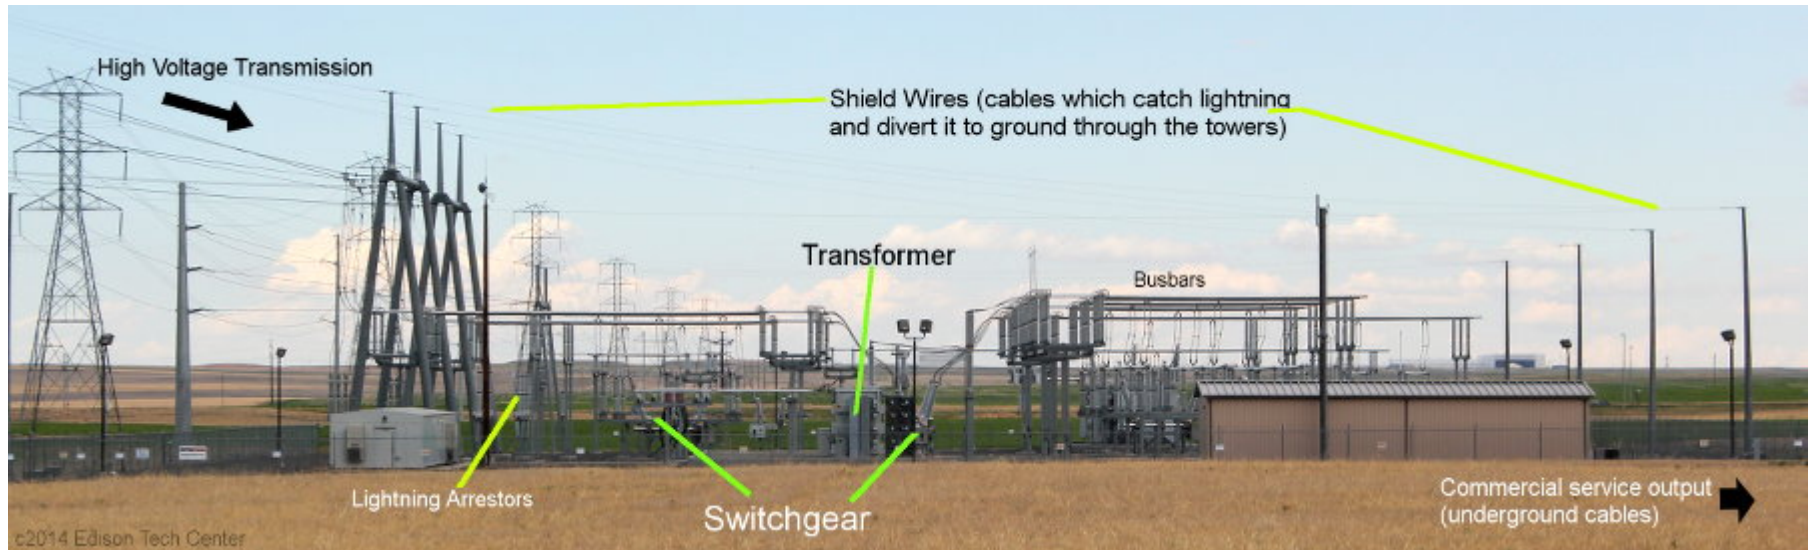 High Voltage Transmission
Shield Wires (cables which catch lightning
and divert it to ground through the towers)
Transformer
Busbars
Lightning Arrestors
Switchgear
Commercial service output
(underground cables)
c2014 Edison Tech Center